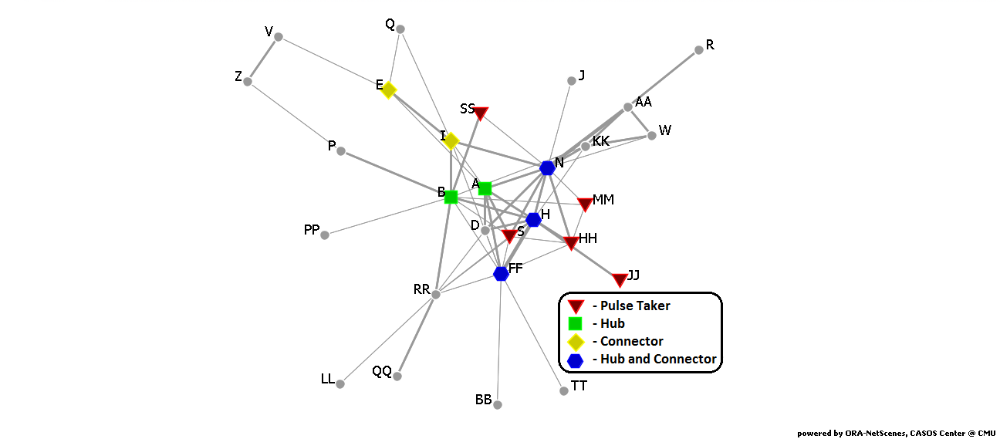 Q
V
R
Z
J
E
AA
SS
W
I
KK
P
N
A
B
MM
H
D
PP
S
HH
FF
JJ
RR
- Pulse Taker
- Hub
- Connector
- Hub and Connector
QQ
LL
TT
BB
powered by ORA-NetScenes, CASOS Center @ CMU